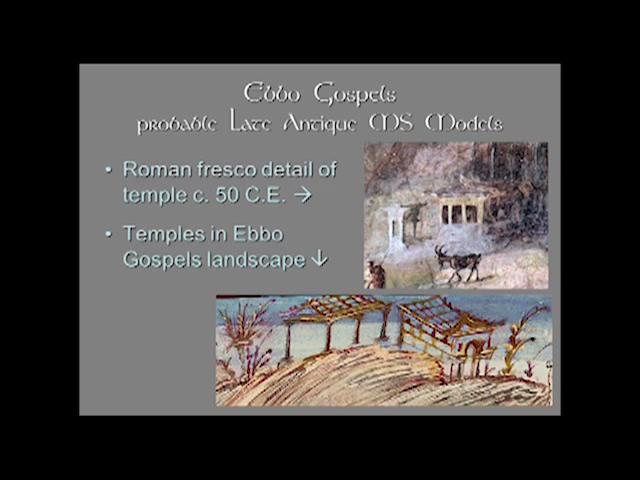 Ebbo Gospels
probable Late Antique MS Models
• Roman fresco detail of
temple c. 50 C.E. →
• Temples in Ebbo
Gospels landscape ↓